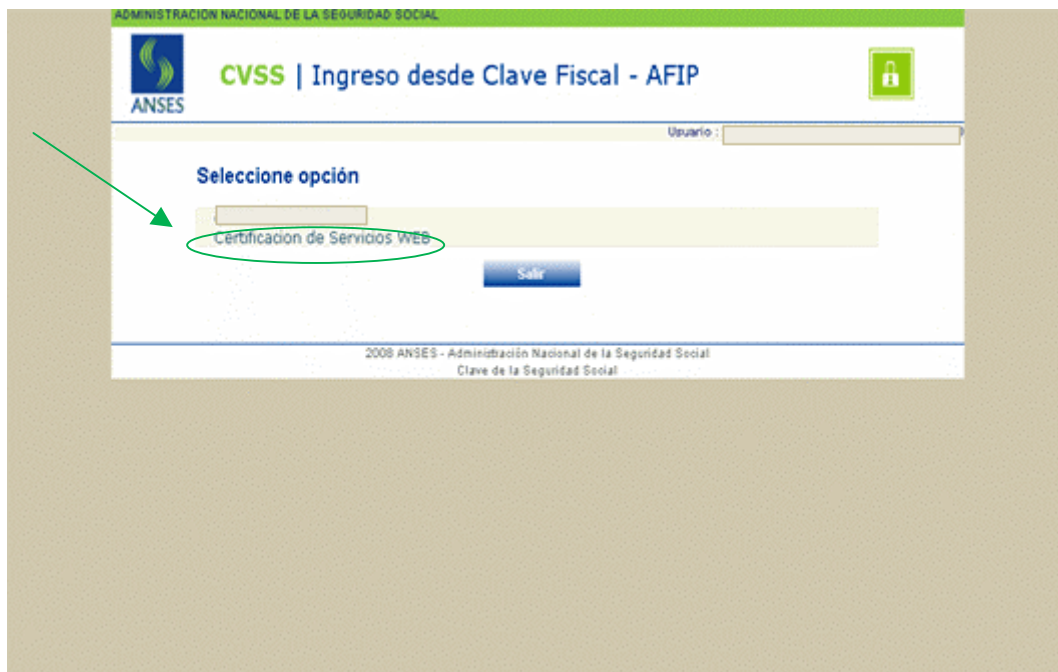 ADMINISTRACION NACIONAL DE LA SEGURIDAD SOCIAL
ANSES
CVSS | Ingreso desde Clave Fiscal - AFIP
Usuario :
Seleccione opción
Certificacion de Servicios WEB
Salir
2008 ANSES - Administración Nacional de la Seguridad Social
Clave de la Seguridad Social